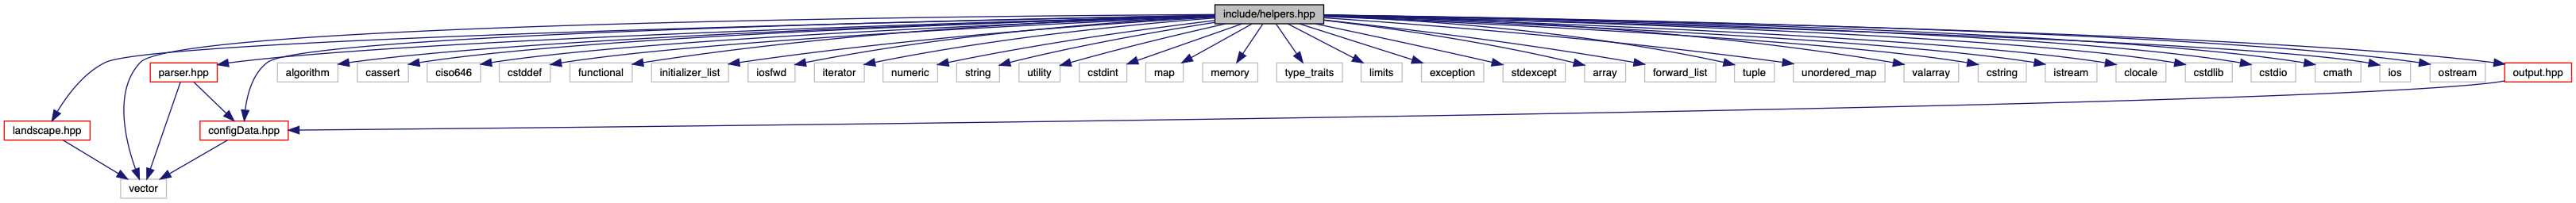 include/helpers.hpp
parser.hpp
algorithm
cassert
ciso646
cstddef
functional
initializer_list
iosfwd
iterator
numeric
string
utility
cstdint
map
memory
type_traits
limits
exception
stdexcept
array
forward_list
tuple
unordered_map
valarray
cstring
istream
clocale
cstdlib
cstdio
cmath
ios
ostream
output.hpp
landscape.hpp
configData.hpp
vector